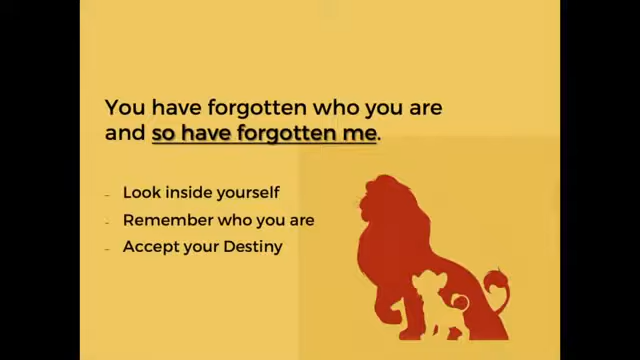 You have forgotten who you are
and so have forgotten me.
– Look inside yourself
– Remember who you are
– Accept your Destiny